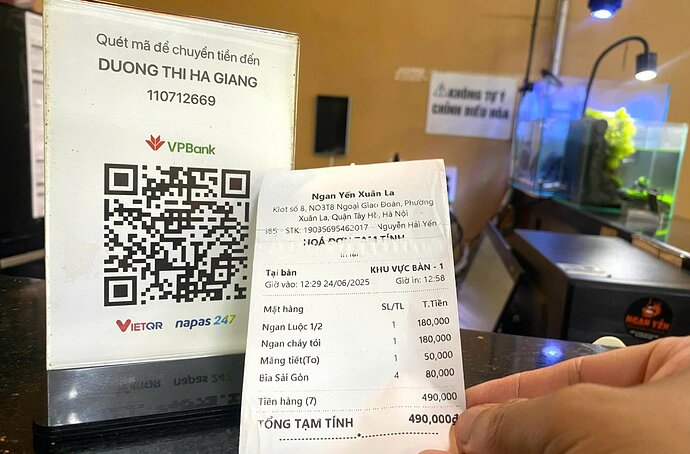 Quét mã để chuyển tiền đến
DUONG THI HA GIANG
110712669
VPBank
VIETQR napas 247
Ngan Yến Xuân La
Kiot số 8, NO3T8 Ngoại Giao Đoàn, Phường
Xuân La, Quận Tây Hồ, Hà Nội
STK: 19035695462017 - Nguyễn Hải Yến
HOÁ ĐƠN TẠM TÍNH
Tại bàn KHU VỰC BÀN - 1
Giờ vào: 12:29 24/06/2025 Giờ in: 12:58
Mặt hàng SL/TL T.Tiền
Ngan Luộc 1/2 1 180,000
Ngan cháy tỏi 1 180,000
Măng tiết(To) 1 50,000
Bia Sài Gòn 4 80,000
Tiền hàng (7) 490,000
TỔNG TẠM TÍNH 490,000đ
KHÔNG TỰ Ý
CHỈNH ĐIỀU HÒA
NGAN YẾN